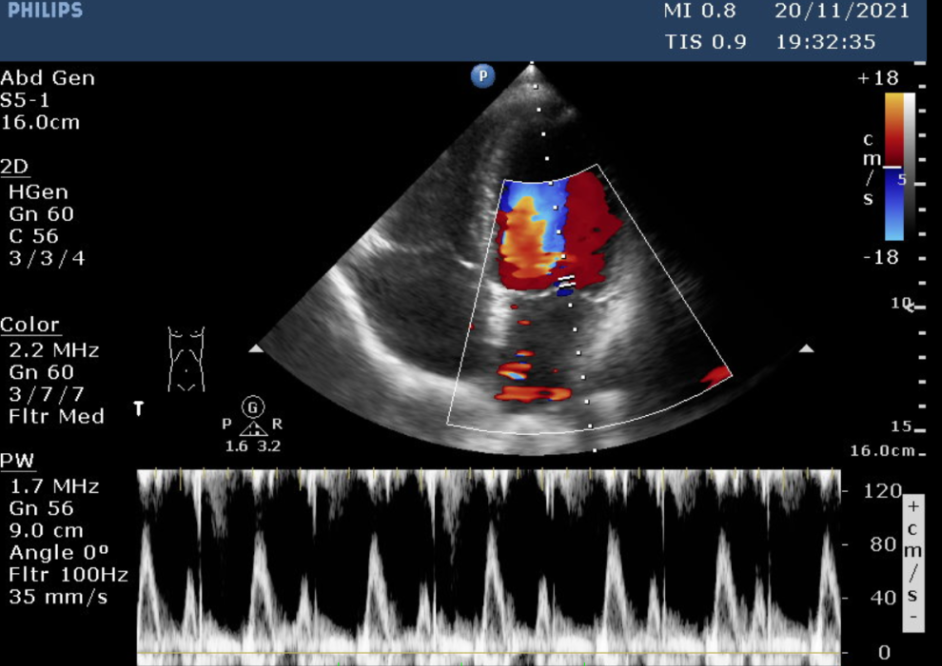 PHILIPS
MI 0.8 20/11/2021
TIS 0.9 19:32:35
Abd Gen
S5-1
16.0cm
2D
HGen
Gn 60
C 56
3/3/4
Color
2.2 MHz
Gn 60
3/7/7
Fltr Med
PW
1.7 MHz
Gn 56
9.0 cm
Angle 0º
Fltr 100Hz
35 mm/s
P
T
G
P R
1.6 3.2
+18
cm/s
5
-18
10
15
16.0cm
120
80
40
0
+
cm/s
-